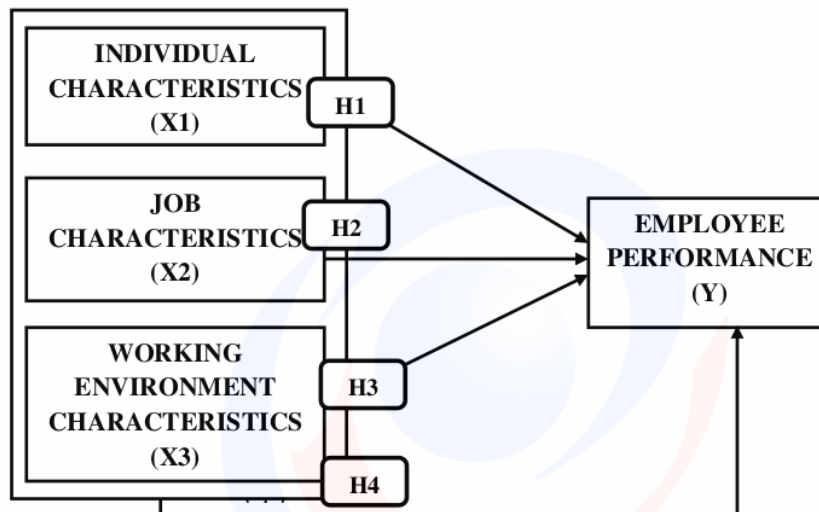 INDIVIDUAL
CHARACTERISTICS
(X1)
H1
JOB
CHARACTERISTICS
(X2)
H2
EMPLOYEE
PERFORMANCE
(Y)
WORKING
ENVIRONMENT
CHARACTERISTICS
(X3)
H3
H4